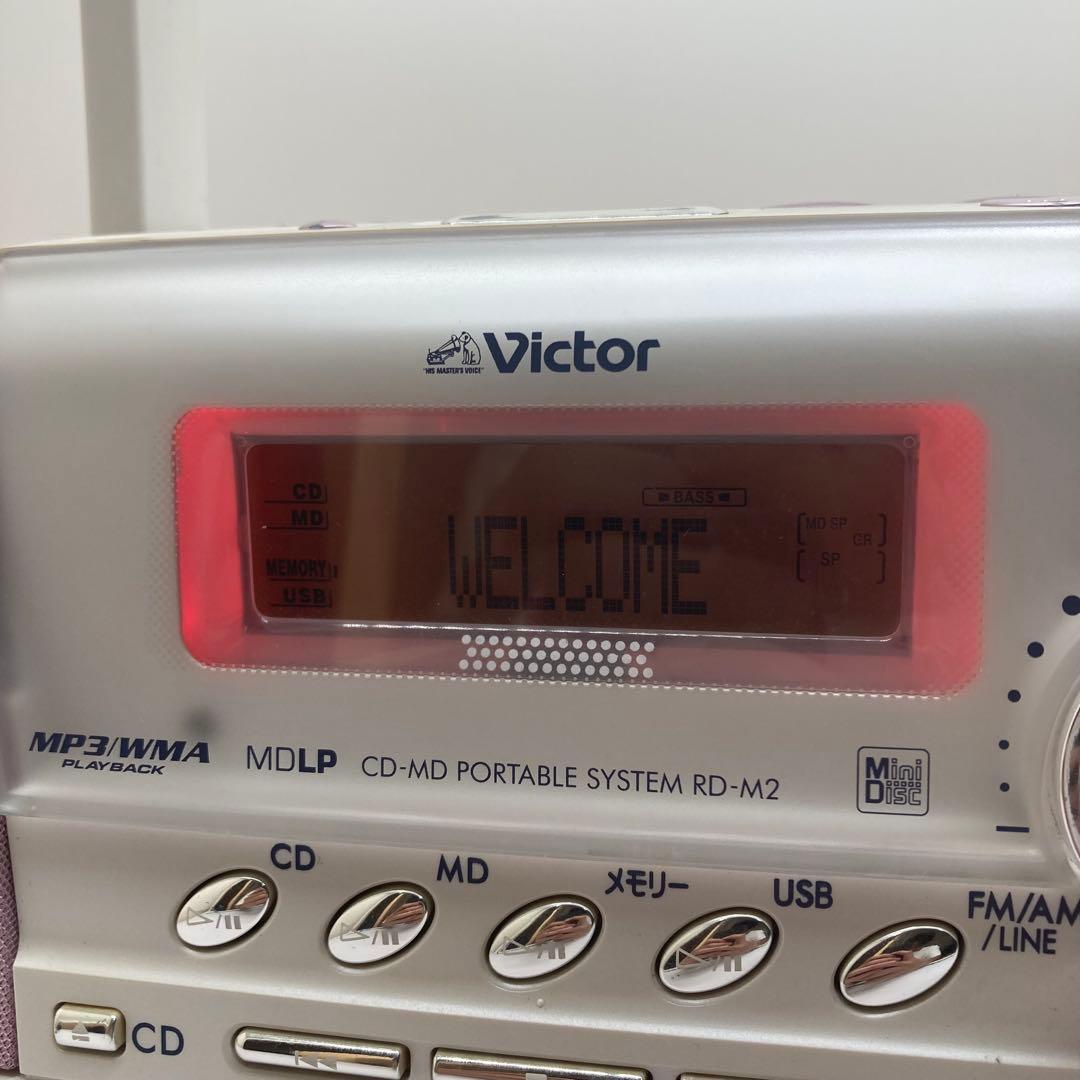 "HIS MASTER'S VOICE"
Victor
CD
MD
MEMORY
USB
BASS
WELCOME
MD SP
GR
SP
MP3/WMA
PLAYBACK
MDLP
CD-MD PORTABLE SYSTEM RD-M2
Mini
Disc
CD
MD
メモリー
USB
FM/AM
/LINE
CD